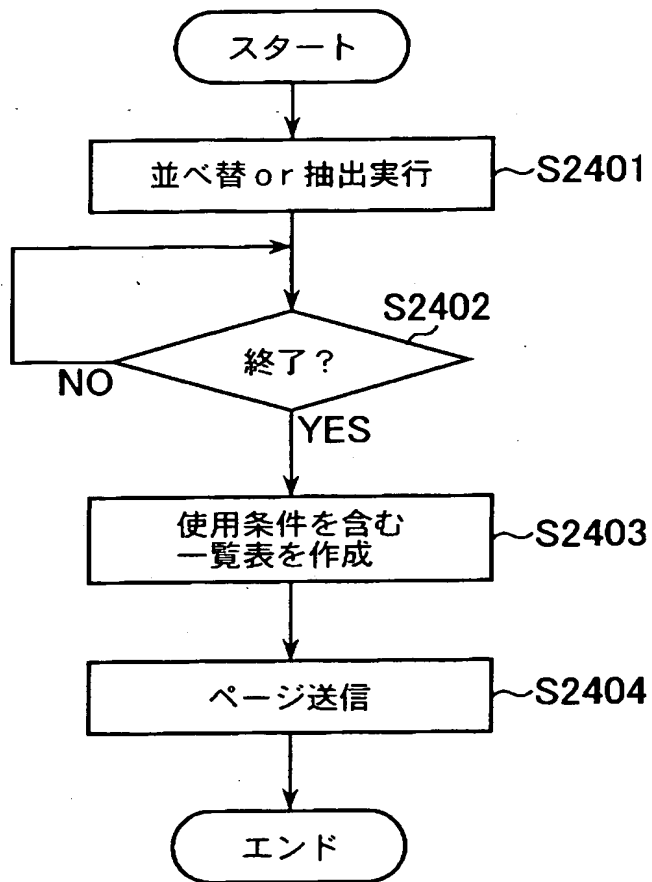 スタート
並べ替or抽出実行
S2401
S2402
終了?
NO
YES
使用条件を含む
一覧表を作成
S2403
ページ送信
S2404
エンド